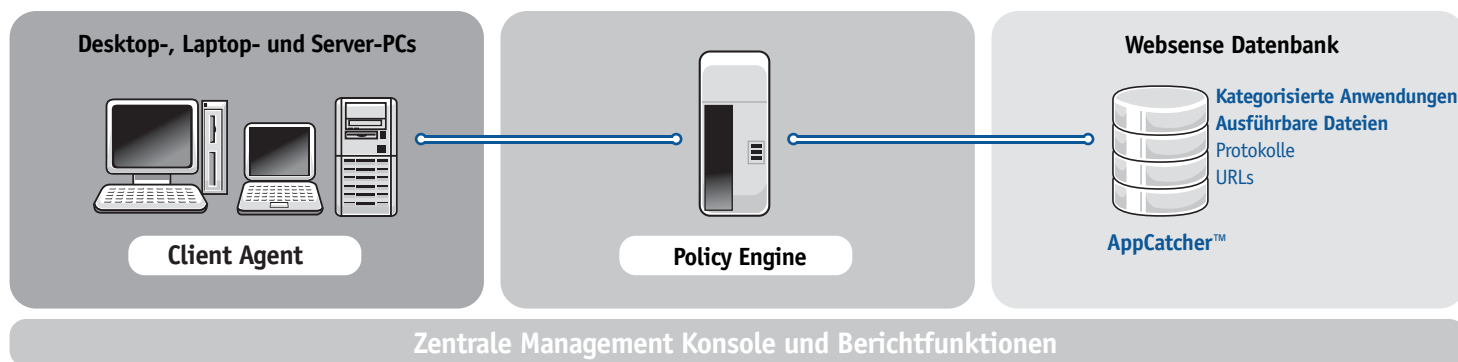 Desktop-, Laptop- und Server-PCs
Client Agent
Policy Engine
Websense Datenbank
Kategorisierte Anwendungen
Ausführbare Dateien
Protokolle
URLs
AppCatcher™
Zentrale Management Konsole und Berichtfunktionen